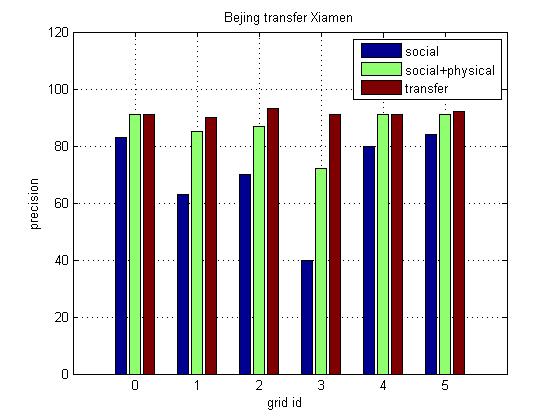 Bejing transfer Xiamen
120
100
80
60
40
20
0
precision
social
social+physical
transfer
0 1 2 3 4 5
grid id